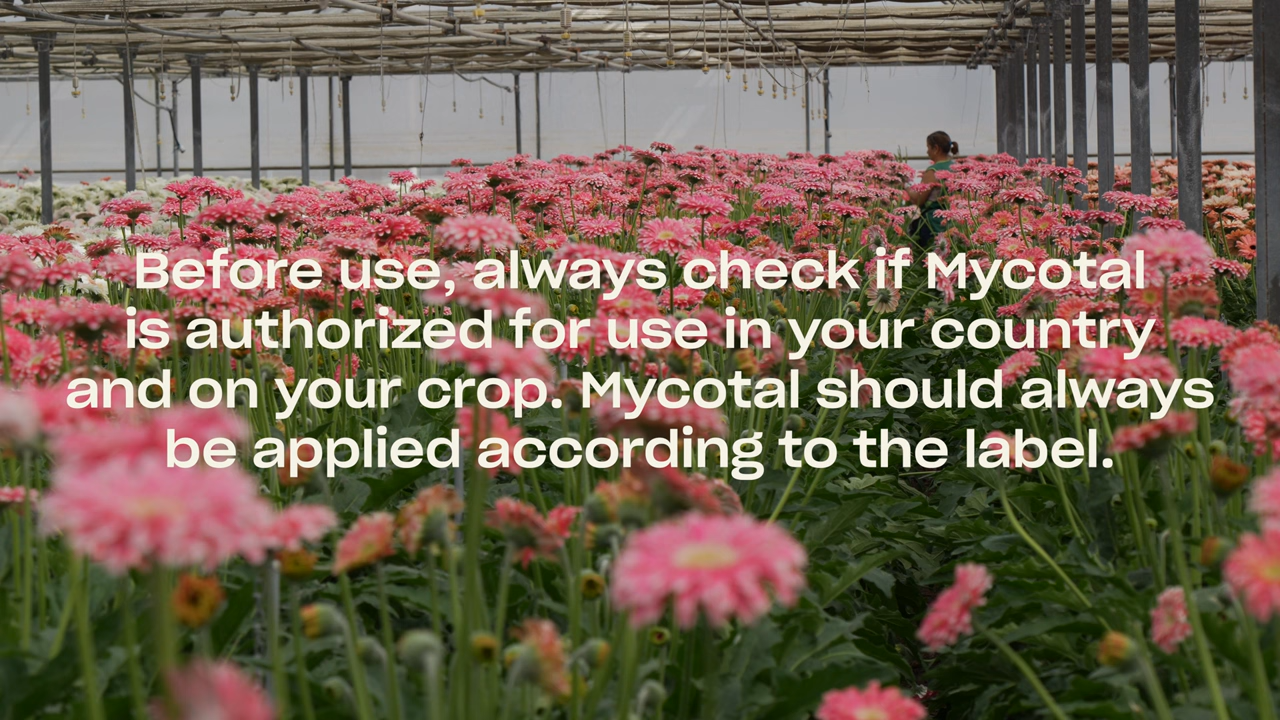 Before use, always check if Mycotal
is authorized for use in your country
and on your crop. Mycotal should always
be applied according to the label.